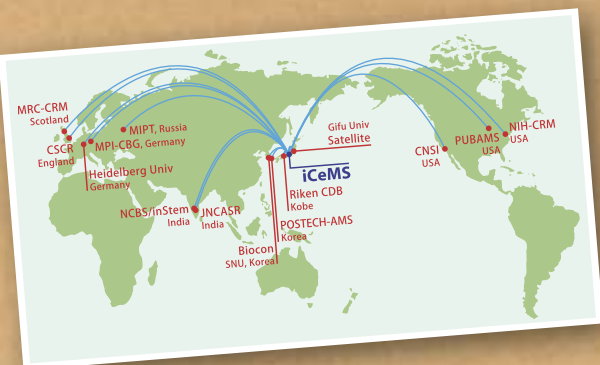 MRC-CRM
Scotland
CSCR
England
MIPT, Russia
MPI-CBG, Germany
Heidelberg Univ
Germany
NCBS/inStem
India
JNCASR
India
Gifu Univ
Satellite
iCeMS
Riken CDB
Kobe
POSTECH-AMS
Korea
Biocon
SNU, Korea
CNSI
USA
PUBAMS
USA
NIH-CRM
USA